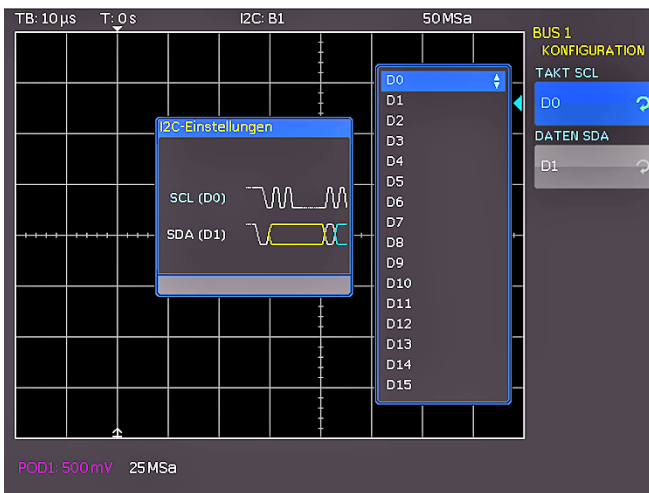 TB: 10 µs T: 0 s I2C: B1 50 MSa
BUS 1
KONFIGURATION
TAKT SCL
D0
DATEN SDA
D1
I2C-Einstellungen
SCL (D0)
SDA (D1)
D0
D1
D2
D3
D4
D5
D6
D7
D8
D9
D10
D11
D12
D13
D14
D15
POD1: 500 mV 25 MSa